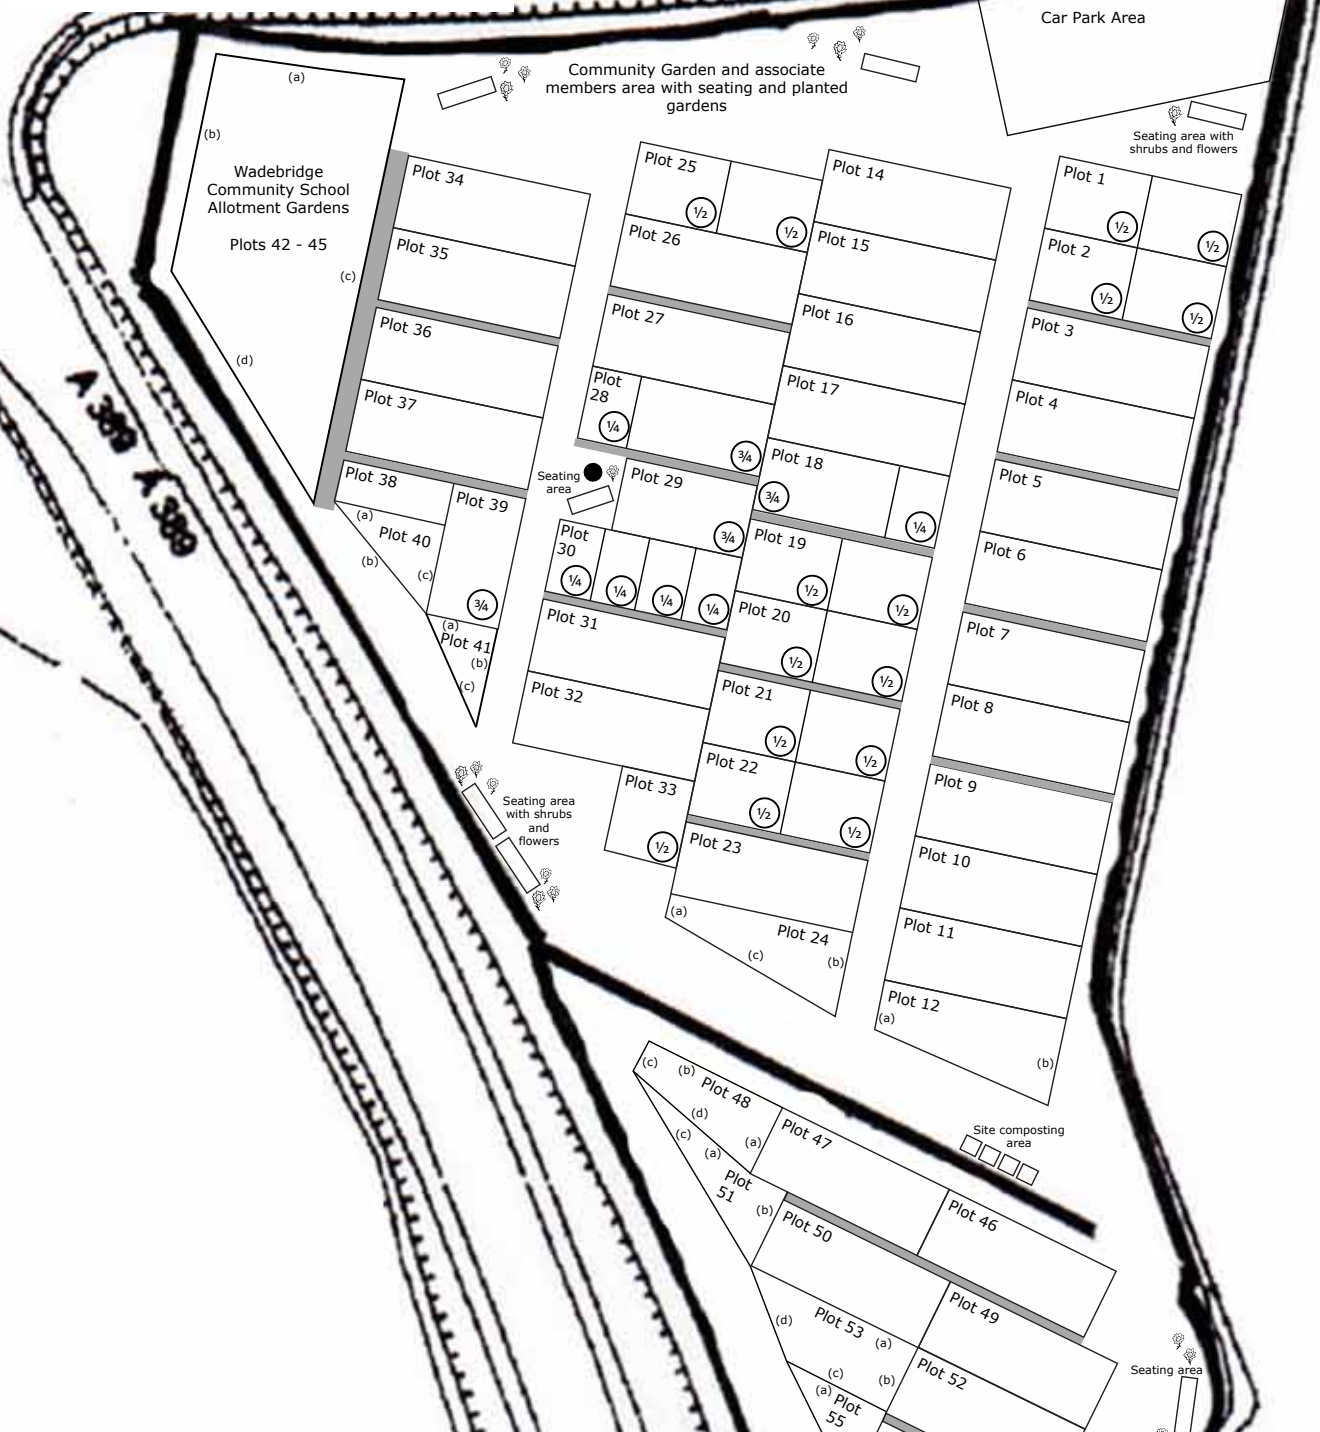 Car Park Area
Community Garden and associate
members area with seating and planted
gardens
Seating area with
shrubs and flowers
(a)
(b)
Wadebridge
Community School
Allotment Gardens
Plots 42 - 45
(c)
(d)
A 389
A 389
Plot 34
Plot 35
Plot 36
Plot 37
Plot 38
Plot 39
¾
(a)
Plot 40
(b)
(c)
(a)
Plot 41
(b)
(c)
Plot 25
½
½
Plot 26
Plot 27
Plot
28
¼
¾
Seating
area
Plot 29
¾
Plot
30
¼
¼
¼
¼
Plot 31
Plot 32
Plot 33
½
Seating area
with shrubs
and
flowers
Plot 14
Plot 15
Plot 16
Plot 17
Plot 18
¾
¼
Plot 19
½
½
Plot 20
½
½
Plot 21
½
½
Plot 22
½
½
Plot 23
(a)
Plot 24
(c)
(b)
Plot 1
½
½
Plot 2
½
½
Plot 3
Plot 4
Plot 5
Plot 6
Plot 7
Plot 8
Plot 9
Plot 10
Plot 11
Plot 12
(a)
(b)
Site composting
area
(c)
(b)
Plot 48
(d)
(a)
Plot 47
Plot 46
(c)
(a)
Plot
51
(b)
Plot 50
Plot 49
(d)
Plot 53
(a)
(c)
(b)
Plot 52
(a)
Plot
55
Seating area